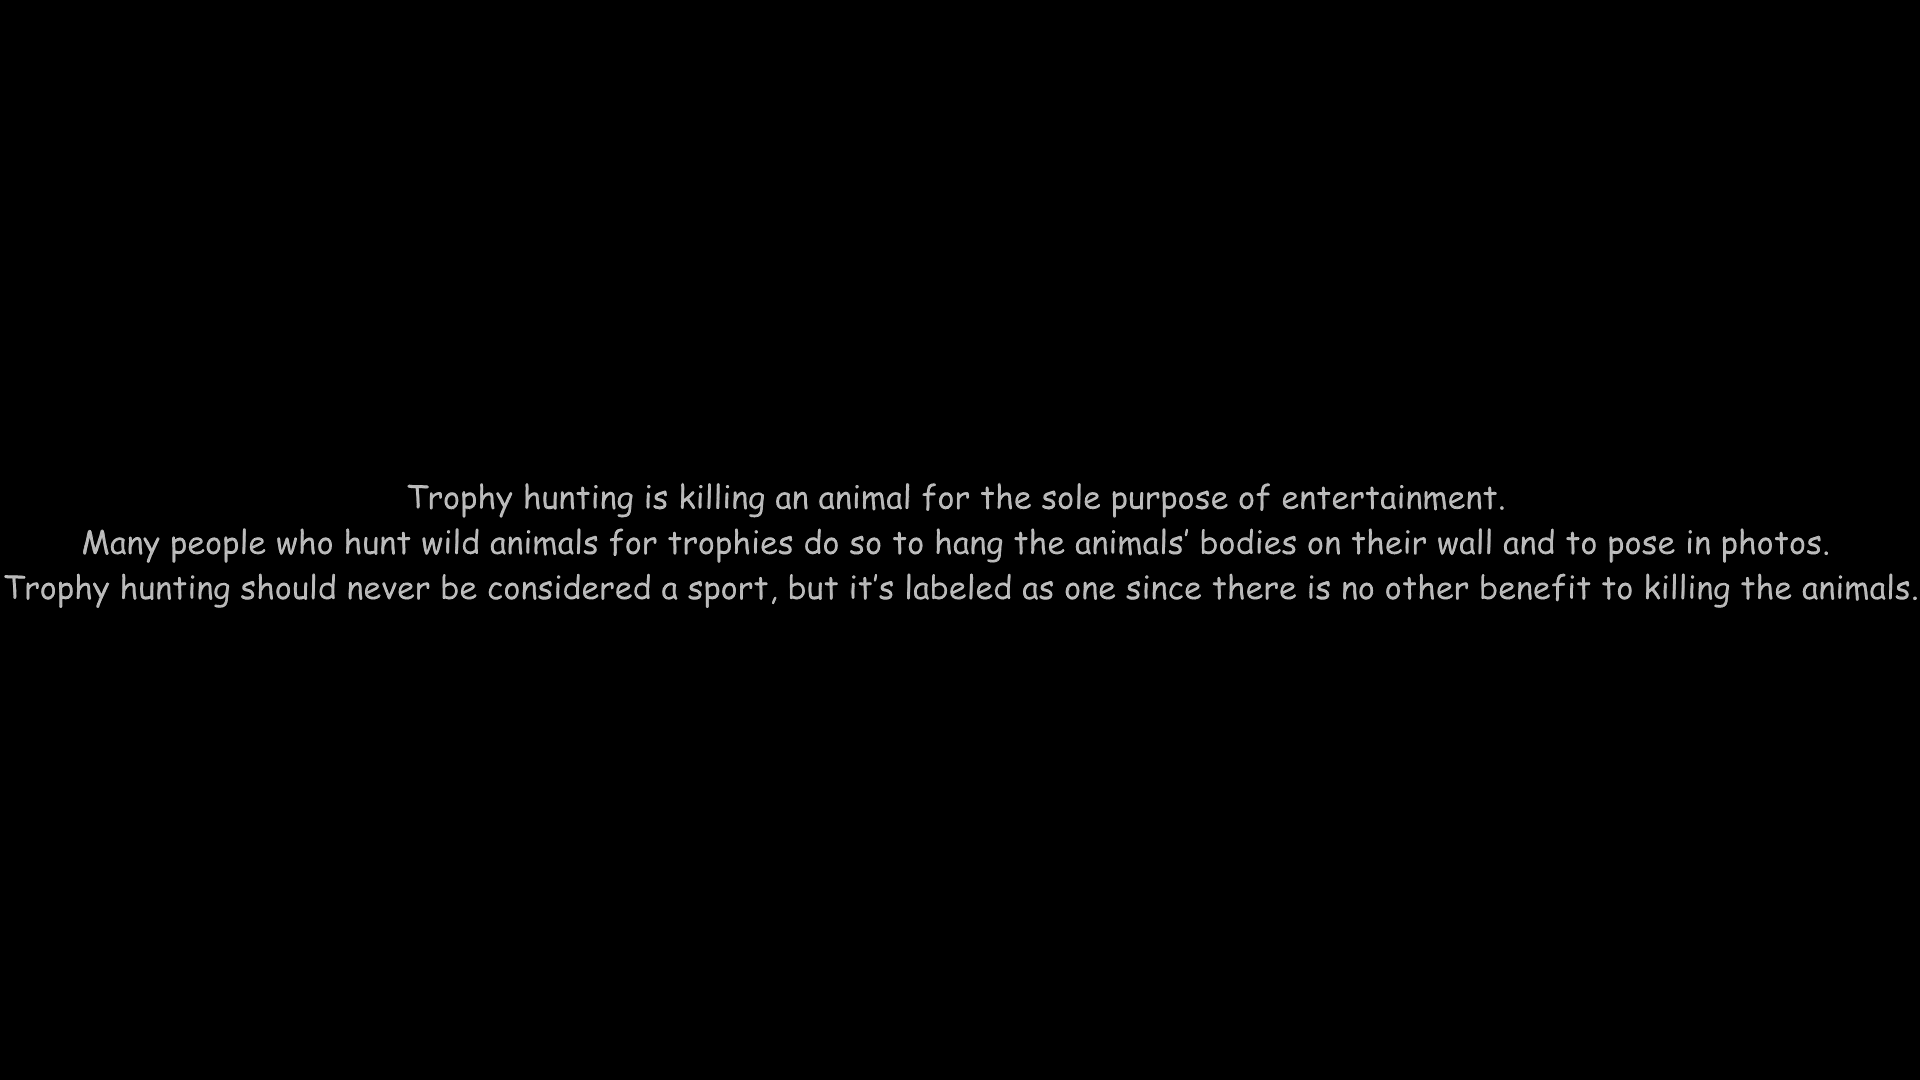 Trophy hunting is killing an animal for the sole purpose of entertainment.
Many people who hunt wild animals for trophies do so to hang the animals’ bodies on their wall and to pose in photos.
Trophy hunting should never be considered a sport, but it’s labeled as one since there is no other benefit to killing the animals.